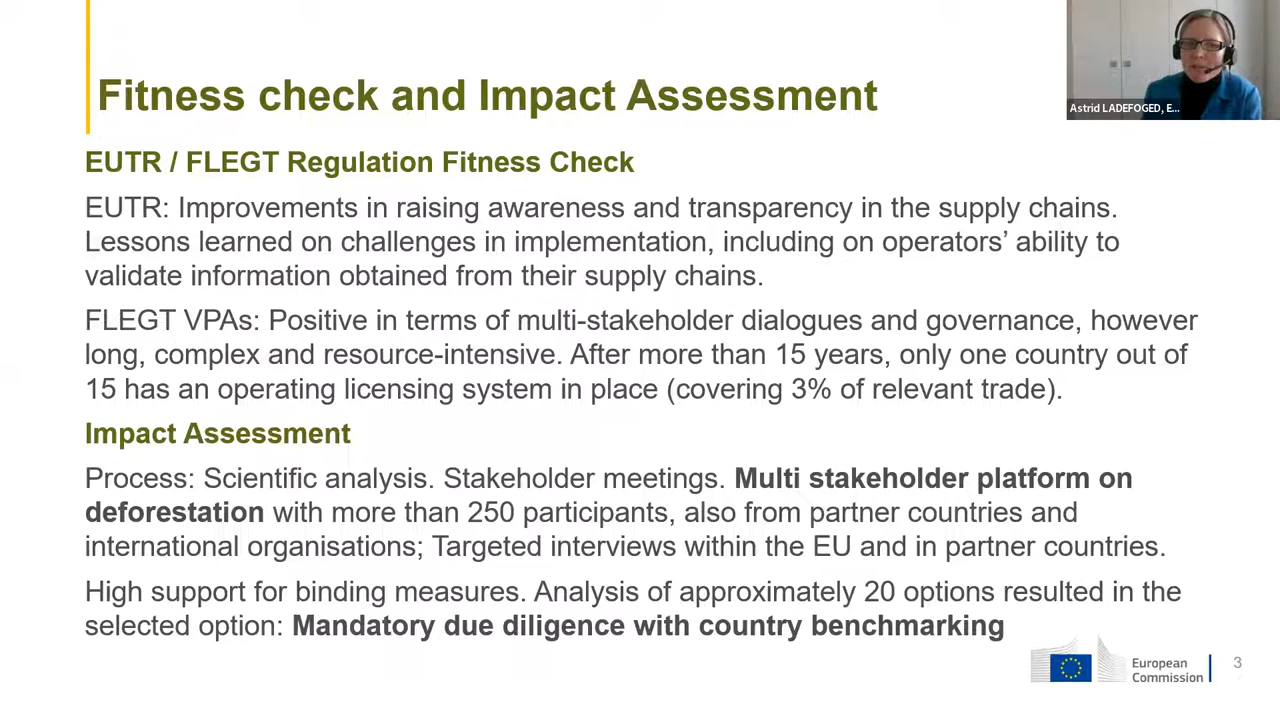 Fitness check and Impact Assessment
Astrid LADEFOGED, E...
EUTR / FLEGT Regulation Fitness Check
EUTR: Improvements in raising awareness and transparency in the supply chains.
Lessons learned on challenges in implementation, including on operators’ ability to
validate information obtained from their supply chains.
FLEGT VPAs: Positive in terms of multi-stakeholder dialogues and governance, however
long, complex and resource-intensive. After more than 15 years, only one country out of
15 has an operating licensing system in place (covering 3% of relevant trade).
Impact Assessment
Process: Scientific analysis. Stakeholder meetings. Multi stakeholder platform on
deforestation with more than 250 participants, also from partner countries and
international organisations; Targeted interviews within the EU and in partner countries.
High support for binding measures. Analysis of approximately 20 options resulted in the
selected option: Mandatory due diligence with country benchmarking
European
Commission
3